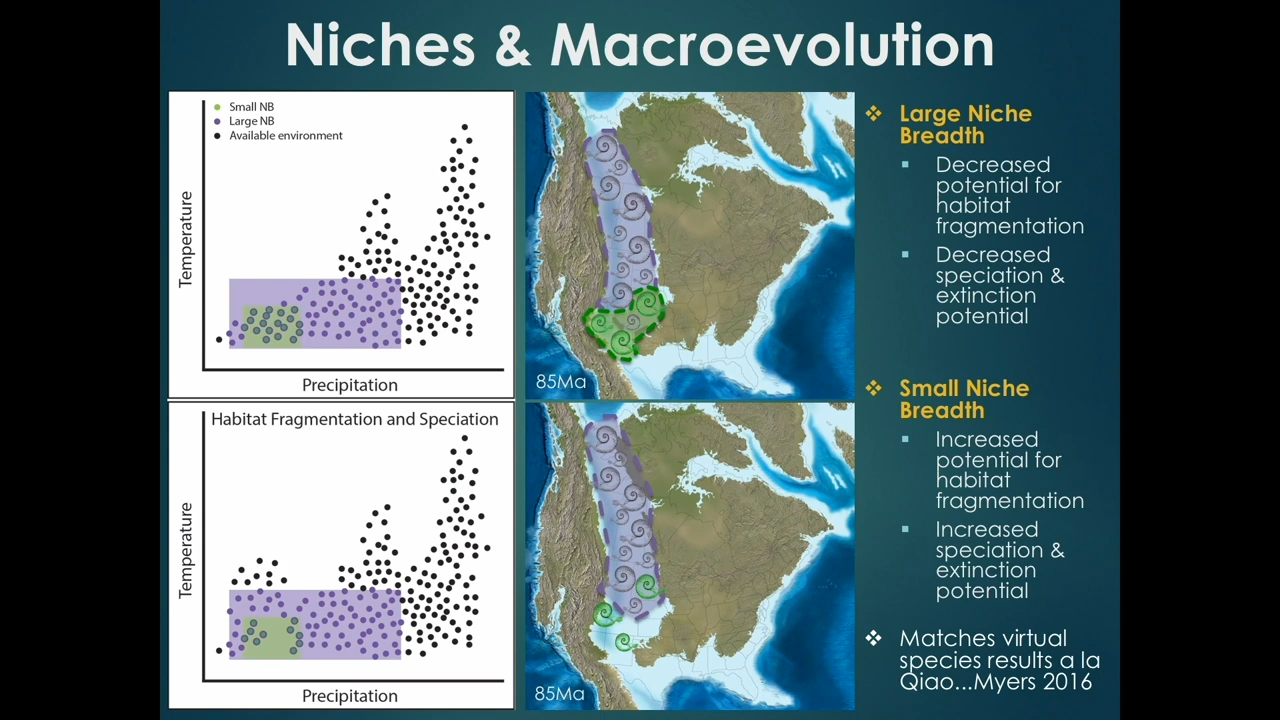 Niches & Macroevolution
Small NB
Large NB
Available environment
Temperature
Precipitation
85Ma
Habitat Fragmentation and Speciation
Temperature
Precipitation
85Ma
Large Niche
Breadth
Decreased
potential for
habitat
fragmentation
Decreased
speciation &
extinction
potential
Small Niche
Breadth
Increased
potential for
habitat
fragmentation
Increased
speciation &
extinction
potential
Matches virtual
species results a la
Qiao...Myers 2016